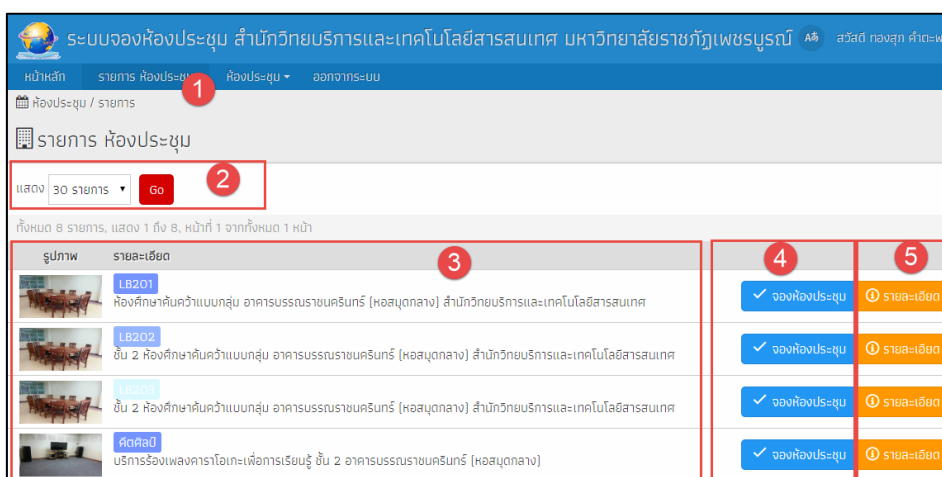 ระบบจองห้องประชุม สำนักวิทยบริการและเทคโนโลยีสารสนเทศ มหาวิทยาลัยราชภัฏเพชรบูรณ์ Aสี สวัสดี ทองสุก คำตะพ
หน้าหลัก รายการ ห้องประชุม ห้องประชุม ออกจากระบบ
1
ห้องประชุม / รายการ
รายการ ห้องประชุม
แสดง 30 รายการ Go 2
ทั้งหมด 8 รายการ, แสดง 1 ถึง 8, หน้าที่ 1 จากทั้งหมด 1 หน้า
รูปภาพ รายละเอียด 3 4 5
LB201
ห้องศึกษาค้นคว้าแบบกลุ่ม อาคารบรรณราชนครินทร์ (หอสมุดกลาง) สำนักวิทยบริการและเทคโนโลยีสารสนเทศ จองห้องประชุม รายละเอียด
LB202
ชั้น 2 ห้องศึกษาค้นคว้าแบบกลุ่ม อาคารบรรณราชนครินทร์ (หอสมุดกลาง) สำนักวิทยบริการและเทคโนโลยีสารสนเทศ จองห้องประชุม รายละเอียด
LB203
ชั้น 2 ห้องศึกษาค้นคว้าแบบกลุ่ม อาคารบรรณราชนครินทร์ (หอสมุดกลาง) สำนักวิทยบริการและเทคโนโลยีสารสนเทศ จองห้องประชุม รายละเอียด
คีตศิลป์
บริการร้องเพลงคาราโอเกะเพื่อการเรียนรู้ ชั้น 2 อาคารบรรณราชนครินทร์ (หอสมุดกลาง) จองห้องประชุม รายละเอียด